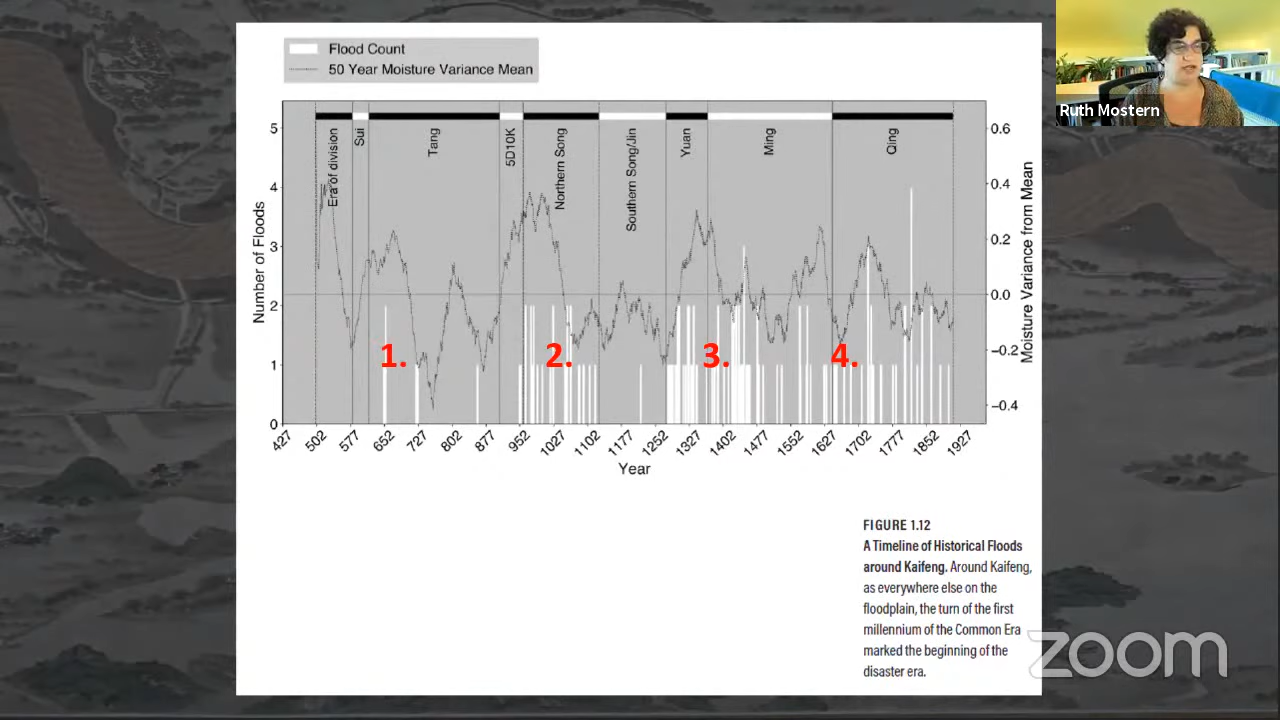 Flood Count
50 Year Moisture Variance Mean
Era of division
Sui
Tang
5D10K
Northern Song
Southern Song/Jin
Yuan
Ming
Qing
5
4
3
2
1
0
Number of Floods
0.6
0.4
0.2
0.0
−0.2
−0.4
Moisture Variance from Mean
1.
2.
3.
4.
427
502
577
652
727
802
877
952
1027
1102
1177
1252
1327
1402
1477
1552
1627
1702
1777
1852
1927
Year
FIGURE 1.12
A Timeline of Historical Floods
around Kaifeng. Around Kaifeng,
as everywhere else on the
floodplain, the turn of the first
millennium of the Common Era
marked the beginning of the
disaster era.
Ruth Mostern
zoom